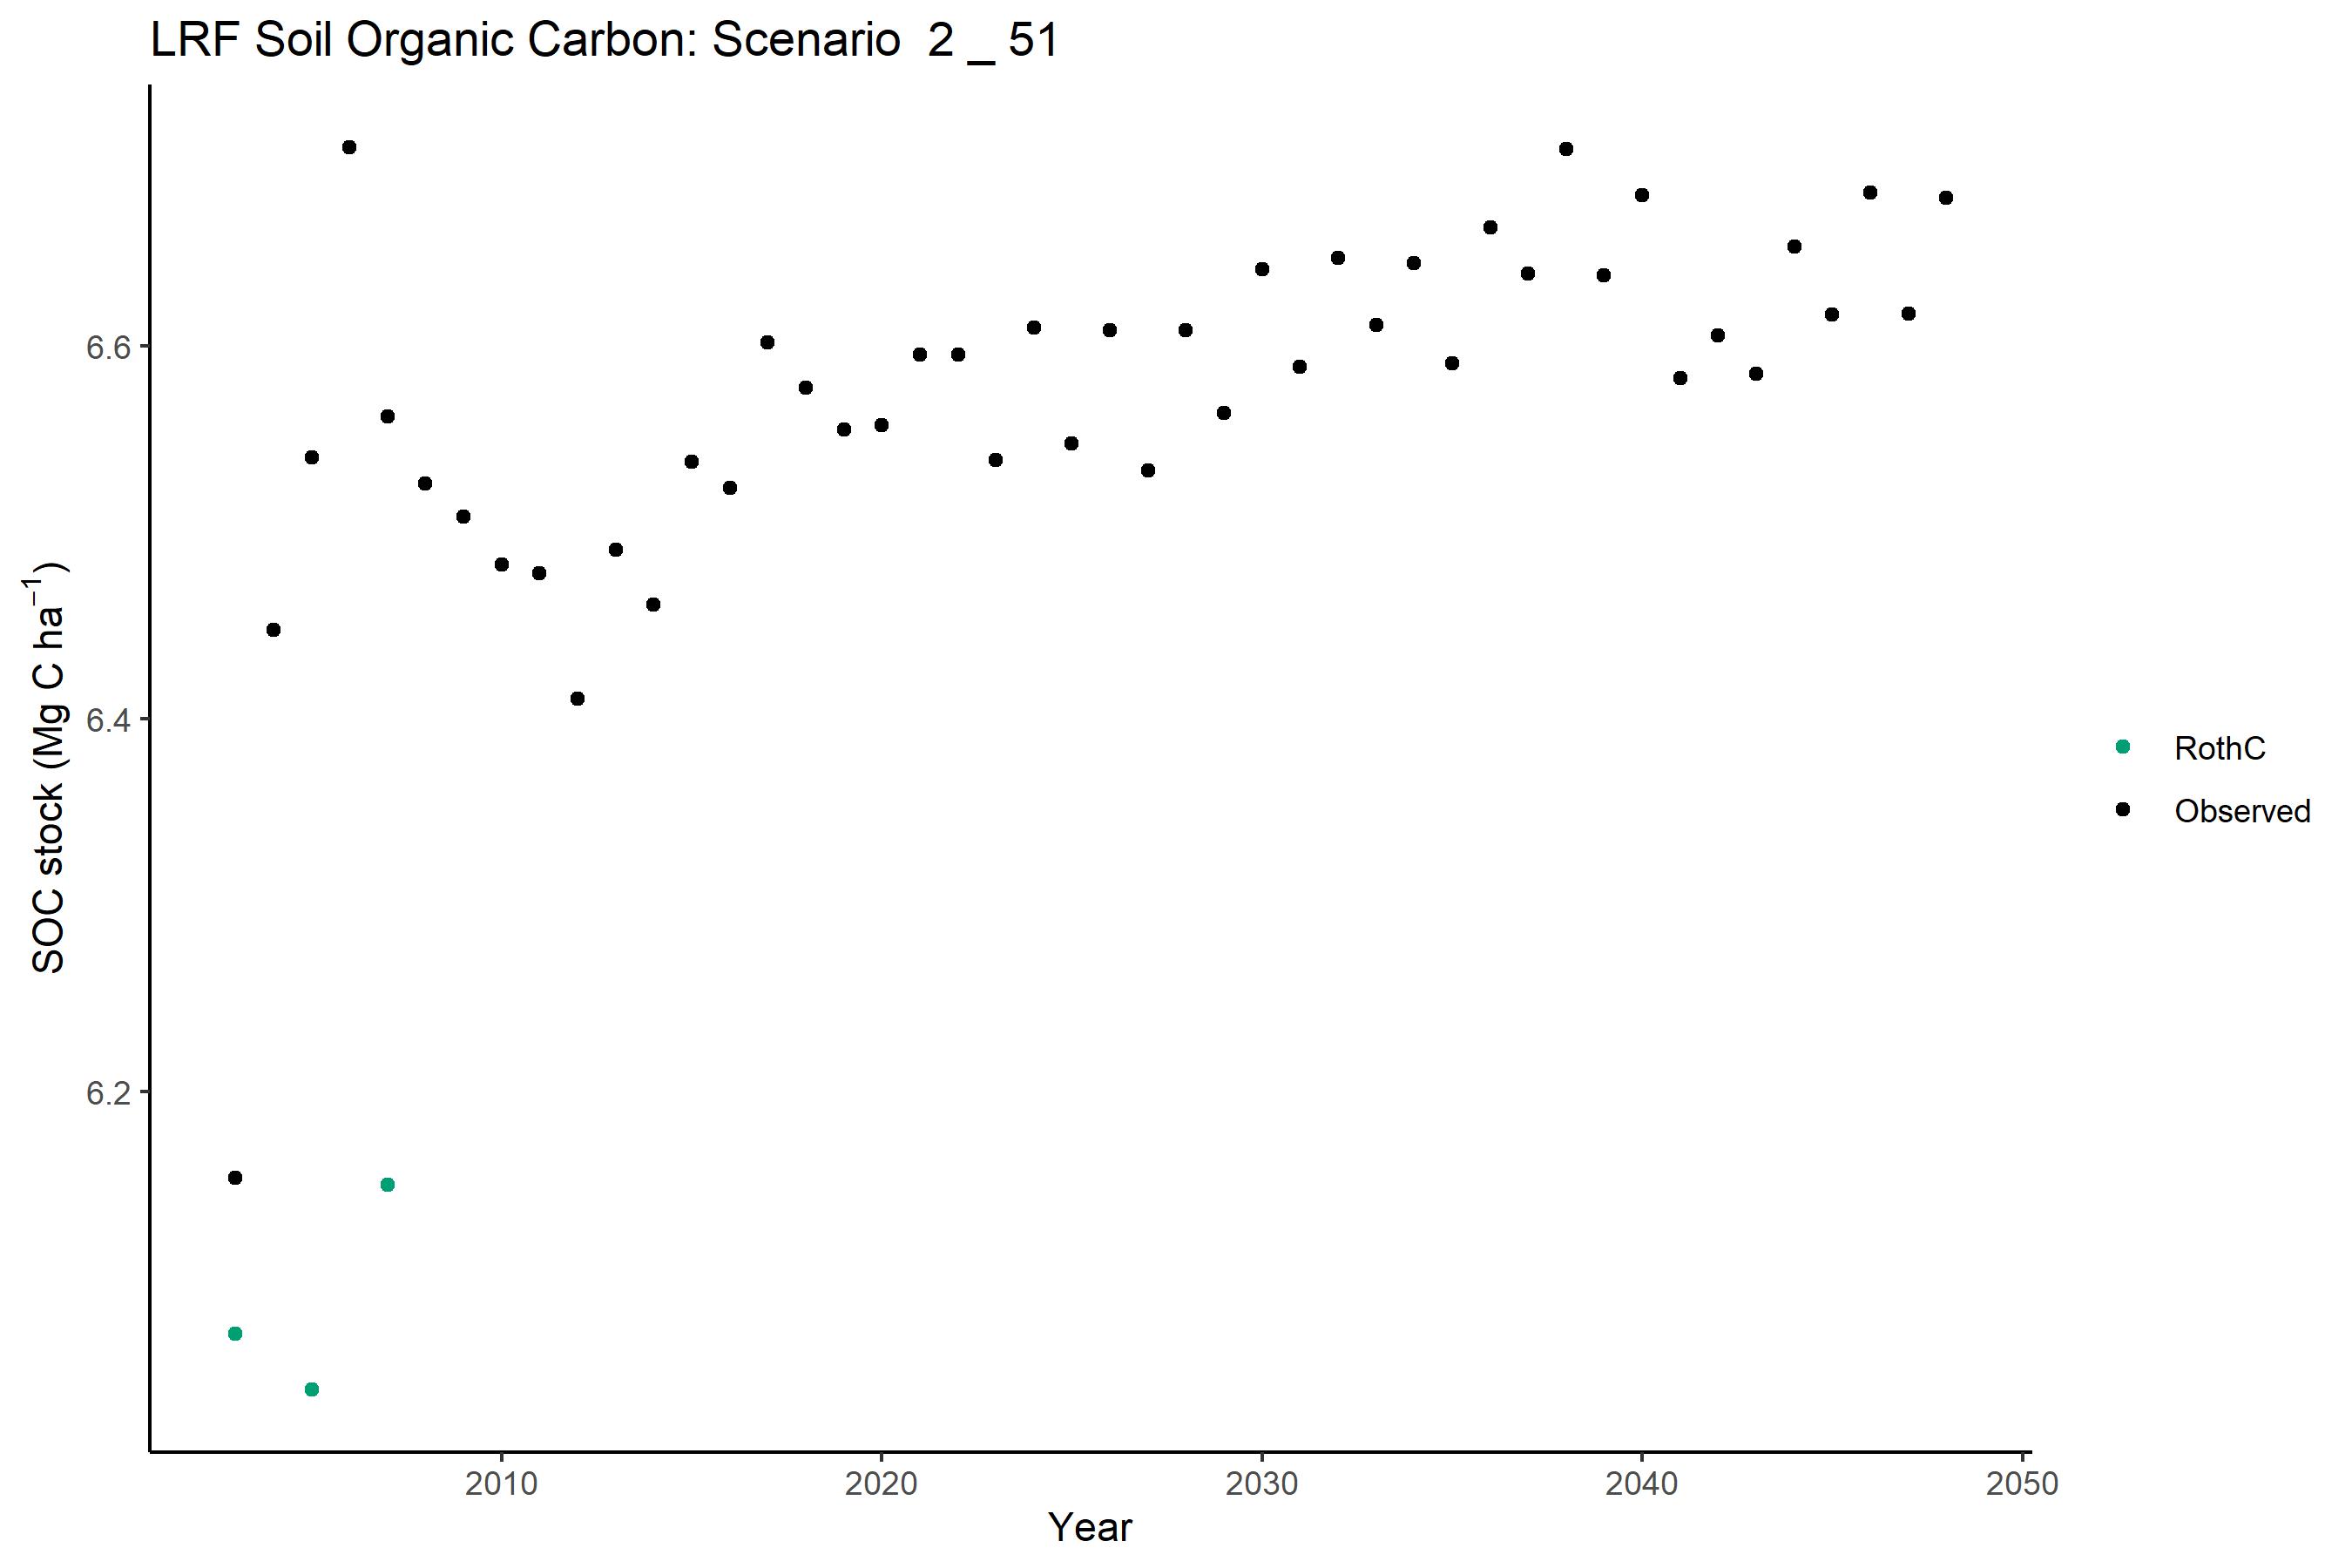 LRF Soil Organic Carbon: Scenario  2 _ 51
SOC stock (Mg C ha⁻¹)
6.6
6.4
6.2
2010
2020
2030
2040
2050
Year
RothC
Observed